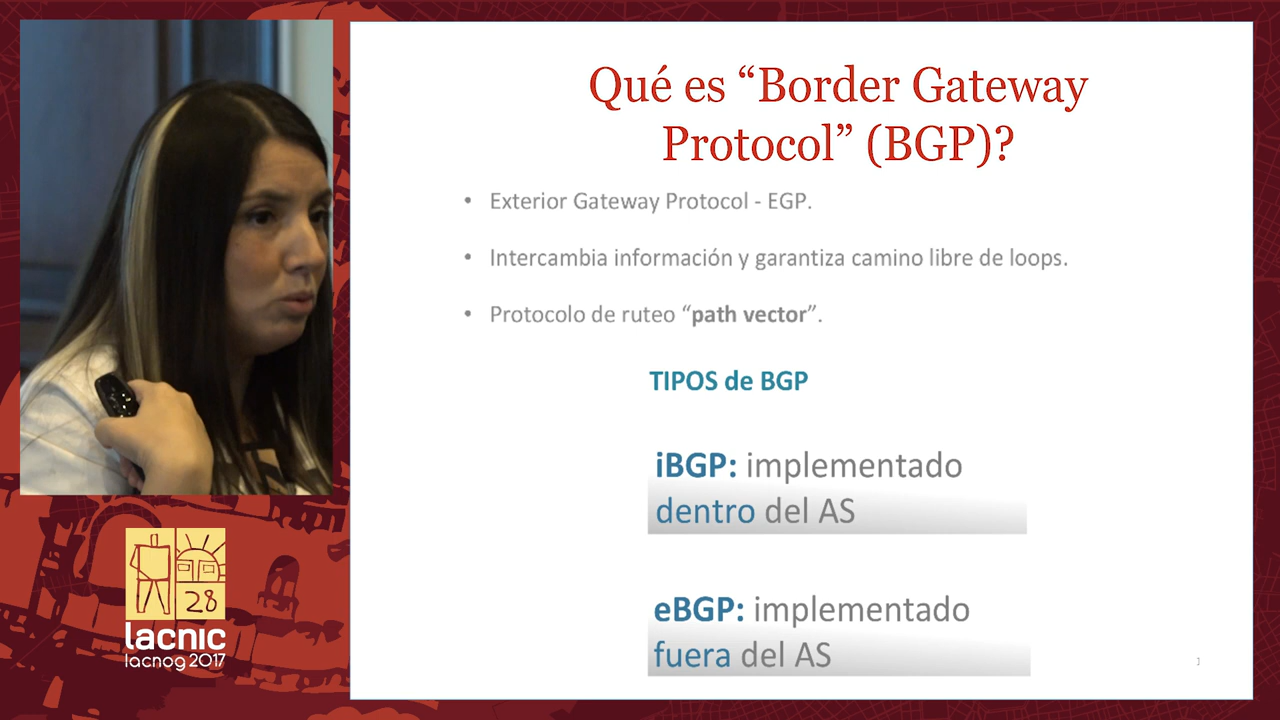 Qué es “Border Gateway
Protocol” (BGP)?
• Exterior Gateway Protocol - EGP.
• Intercambia información y garantiza camino libre de loops.
• Protocolo de ruteo “path vector”.
TIPOS de BGP
iBGP: implementado
dentro del AS
eBGP: implementado
fuera del AS
1
28
lacnic
lacnog 2017